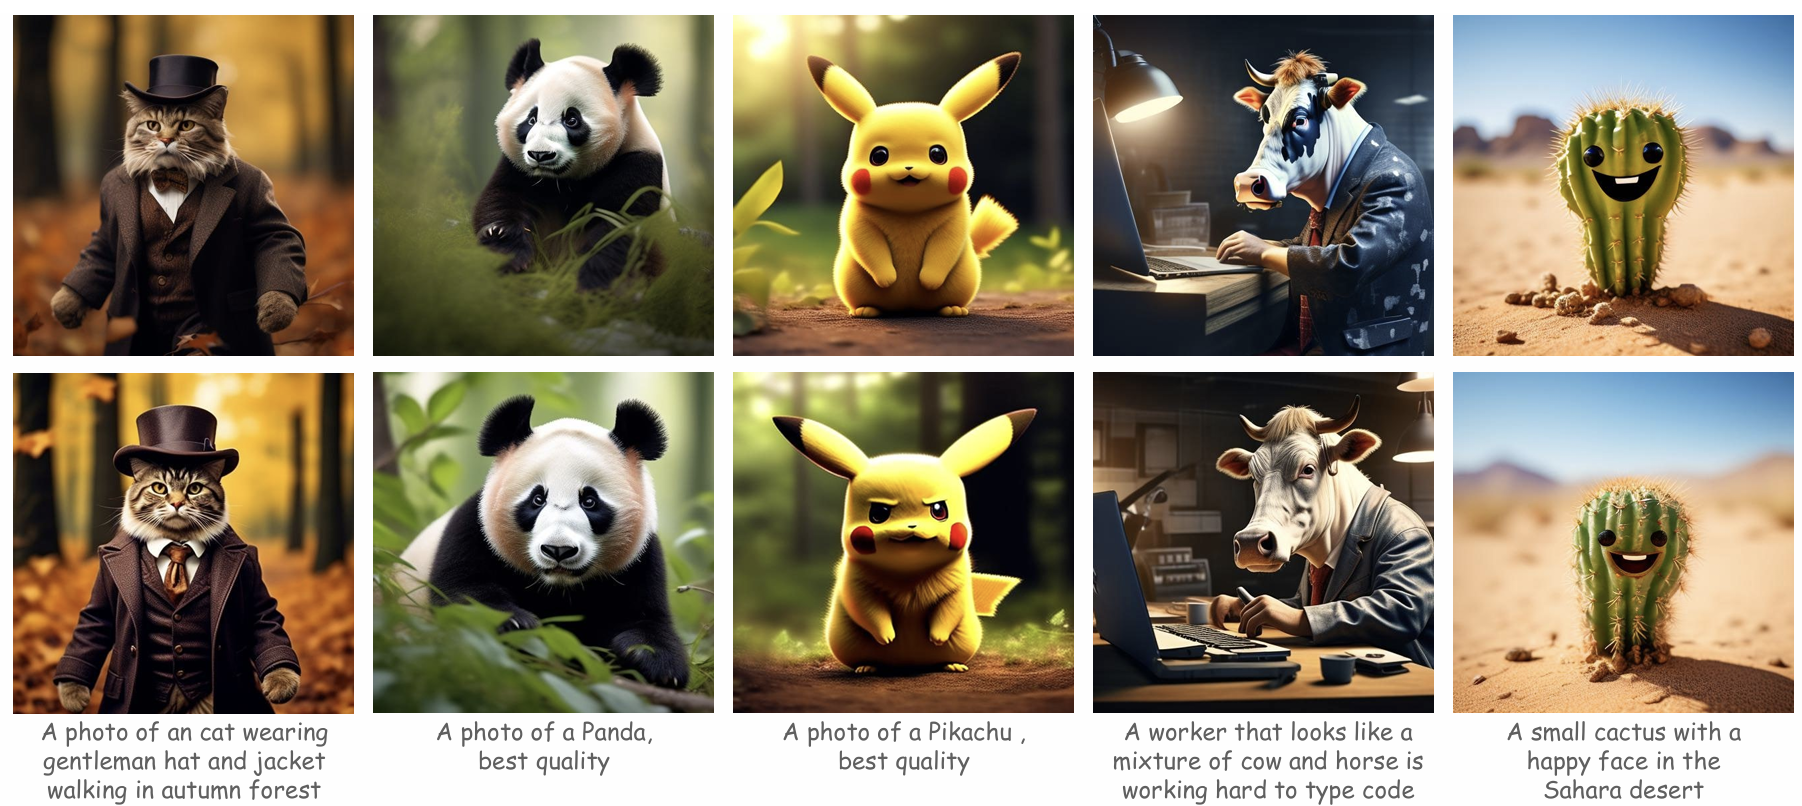 A photo of an cat wearing
gentleman hat and jacket
walking in autumn forest
A photo of a Panda,
best quality
A photo of a Pikachu ,
best quality
A worker that looks like a
mixture of cow and horse is
working hard to type code
A small cactus with a
happy face in the
Sahara desert